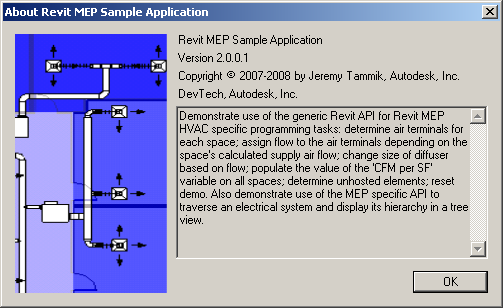 About Revit MEP Sample Application
Revit MEP Sample Application
Version 2.0.0.1
Copyright © 2007-2008 by Jeremy Tammik, Autodesk, Inc.
DevTech, Autodesk, Inc.
Demonstrate use of the generic Revit API for Revit MEP
HVAC specific programming tasks: determine air terminals for
each space; assign flow to the air terminals depending on the
space's calculated supply air flow; change size of diffuser
based on flow; populate the value of the 'CFM per SF'
variable on all spaces; determine unhosted elements; reset
demo. Also demonstrate use of the MEP specific API to
traverse an electrical system and display its hierarchy in a tree
view.
OK